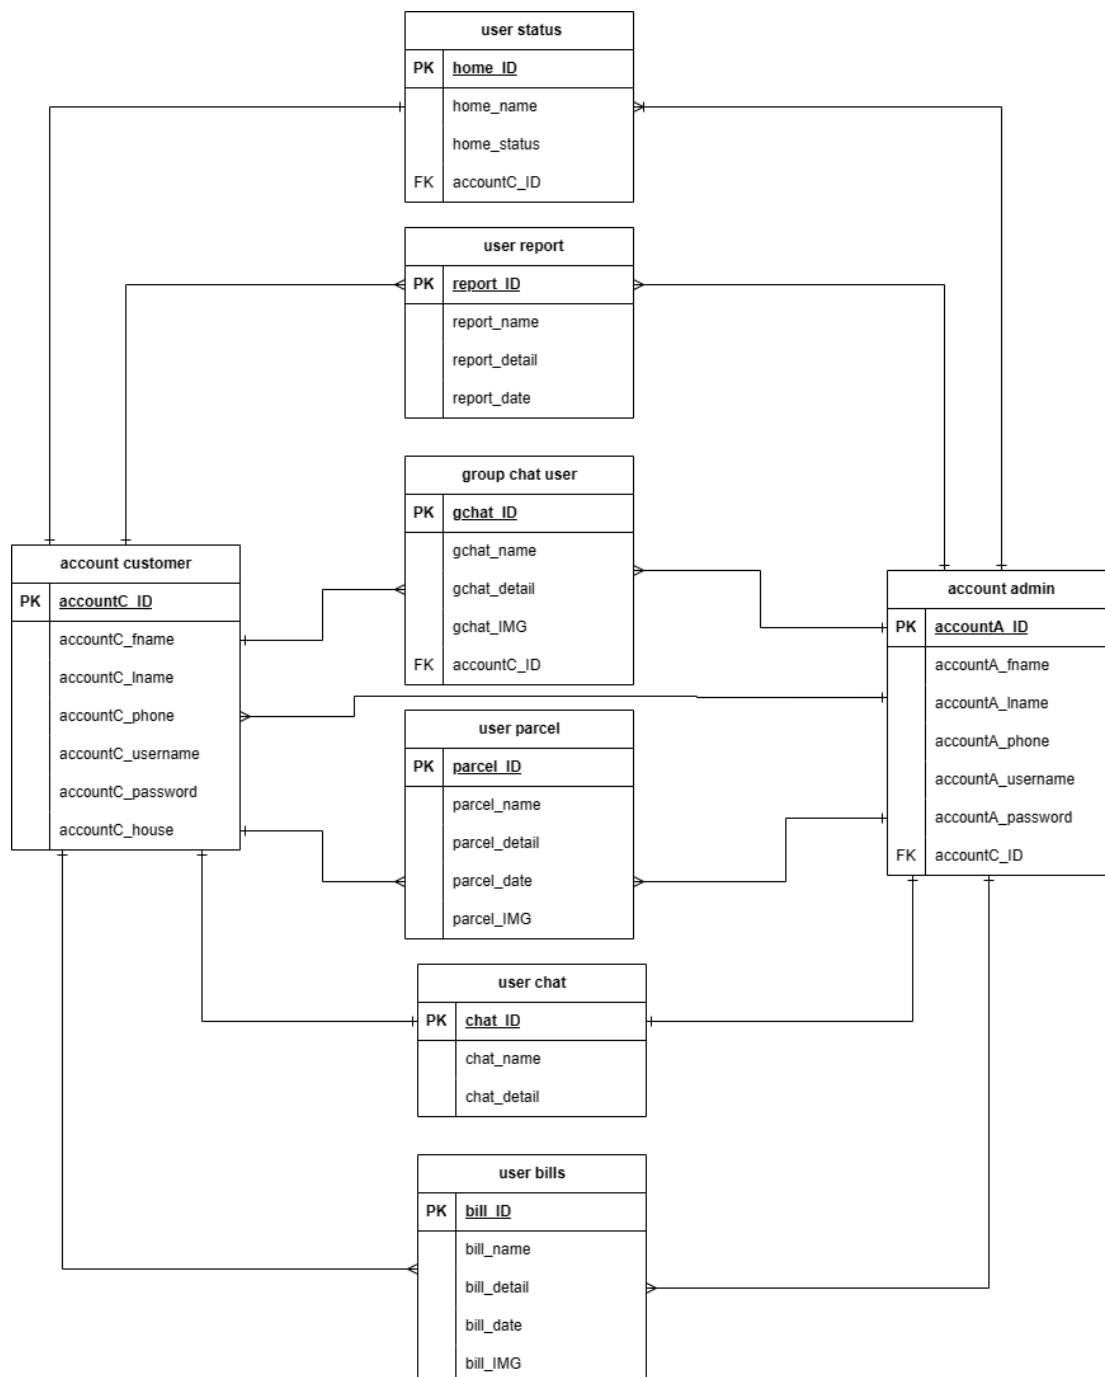 user status
PK home_ID
home_name
home_status
FK accountC_ID
user report
PK report_ID
report_name
report_detail
report_date
group chat user
PK gchat_ID
gchat_name
gchat_detail
gchat_IMG
FK accountC_ID
account customer
PK accountC_ID
accountC_fname
accountC_lname
accountC_phone
accountC_username
accountC_password
accountC_house
account admin
PK accountA_ID
accountA_fname
accountA_lname
accountA_phone
accountA_username
accountA_password
FK accountC_ID
user parcel
PK parcel_ID
parcel_name
parcel_detail
parcel_date
parcel_IMG
user chat
PK chat_ID
chat_name
chat_detail
user bills
PK bill_ID
bill_name
bill_detail
bill_date
bill_IMG